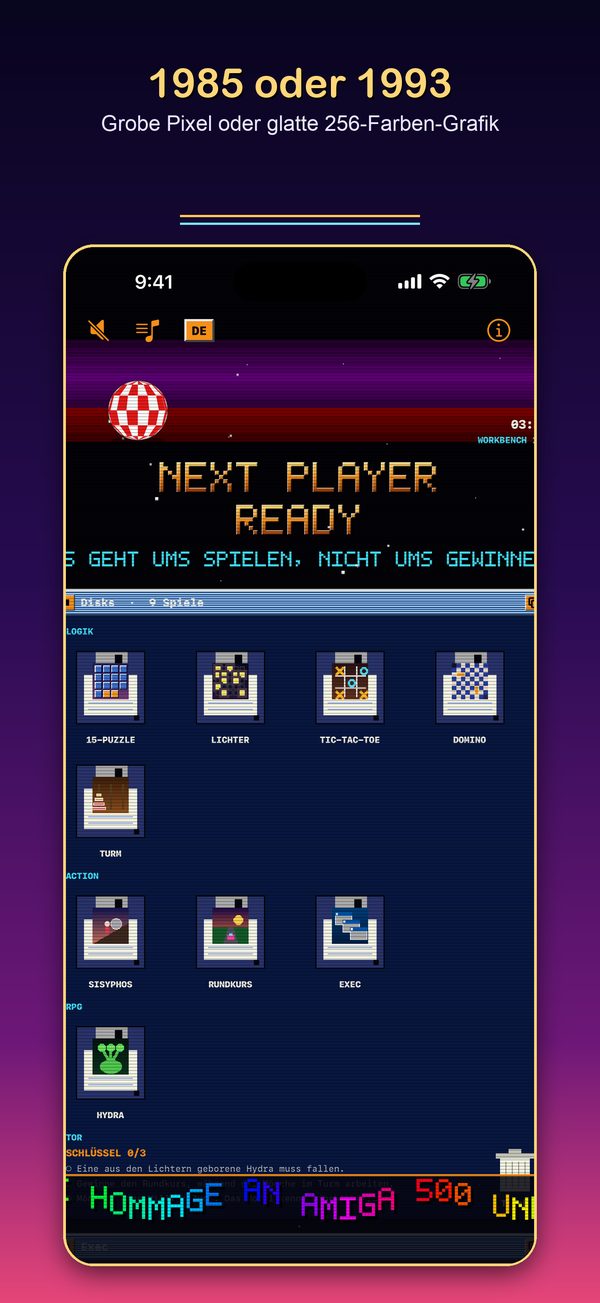 1985 oder 1993
Grobe Pixel oder glatte 256-Farben-Grafik
9:41
DE
03:
WORKBENCH
NEXT PLAYER
READY
S GEHT UMS SPIELEN, NICHT UMS GEWINNE
Disks · 9 Spiele
LOGIK
15-PUZZLE LICHTER TIC-TAC-TOE DOMINO
TURM
ACTION
SISYPHOS RUNDKURS EXEC
RPG
HYDRA
TOR
SCHLÜSSEL 0/3
○ Eine aus den Lichtern geborene Hydra muss fallen.
HOMMAGE AN AMIGA 500 UN
Exec